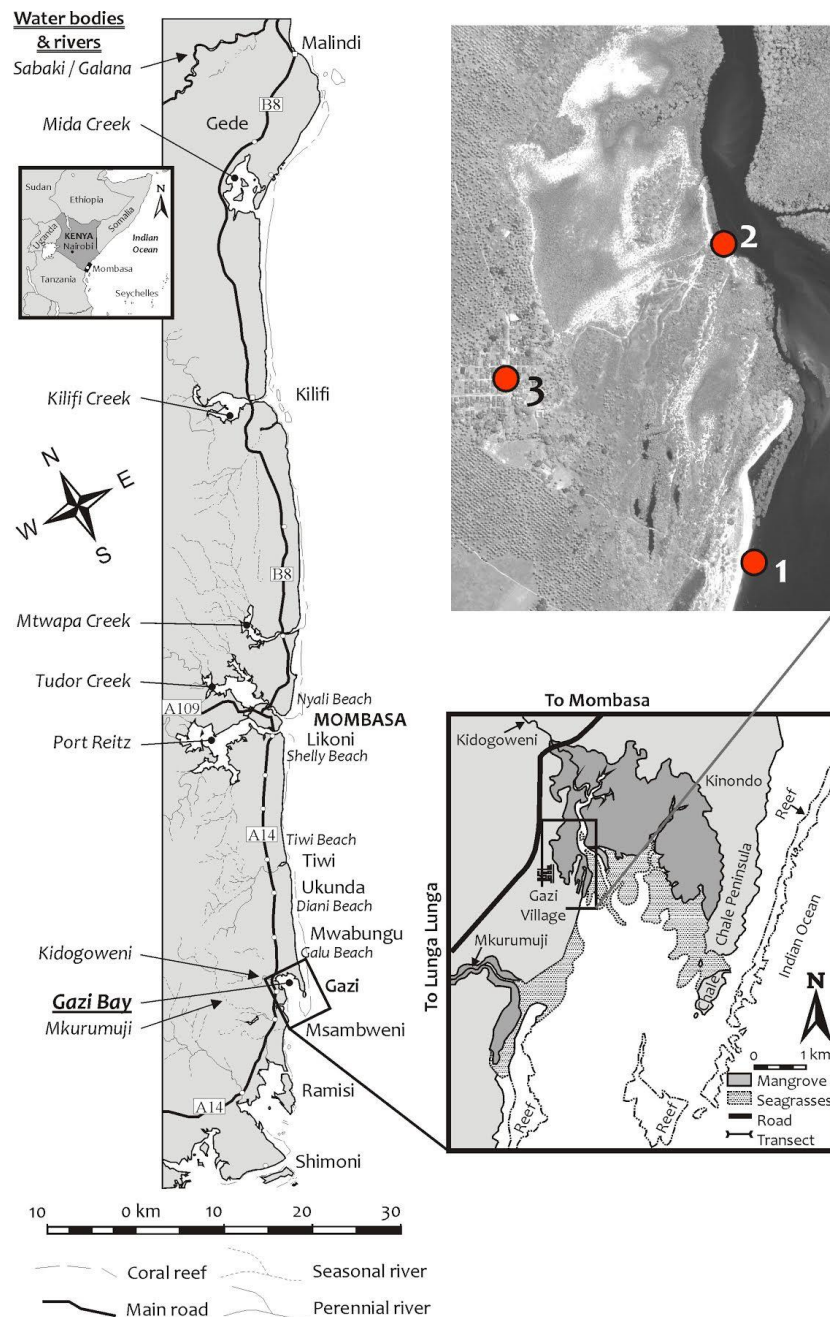 Water bodies
& rivers
Sabaki / Galana
Malindi
B8
Gede
Mida Creek
Sudan
Ethiopia
Somalia
N
Uganda
KENYA
Nairobi
Indian
Ocean
Mombasa
Tanzania
Seychelles
Kilifi Creek
Kilifi
N
E
W
S
B8
Mtwapa Creek
Tudor Creek
Nyali Beach
A109
MOMBASA
Port Reitz
Likoni
Shelly Beach
A14
Tiwi Beach
Tiwi
Ukunda
Diani Beach
Mwabungu
Kidogoweni
Galu Beach
Gazi Bay
Gazi
Mkurumuji
Msambweni
Ramisi
A14
Shimoni
10 0 km 10 20 30
Coral reef
Seasonal river
Main road
Perennial river
2
3
1
To Mombasa
Kidogoweni
Kinondo
Reef
Gazi
Village
Chale Peninsula
Indian Ocean
Mkurumuji
To Lunga Lunga
Chale
N
0 1 km
Mangrove
Seagrasses
Road
Transect
Reef
Reef